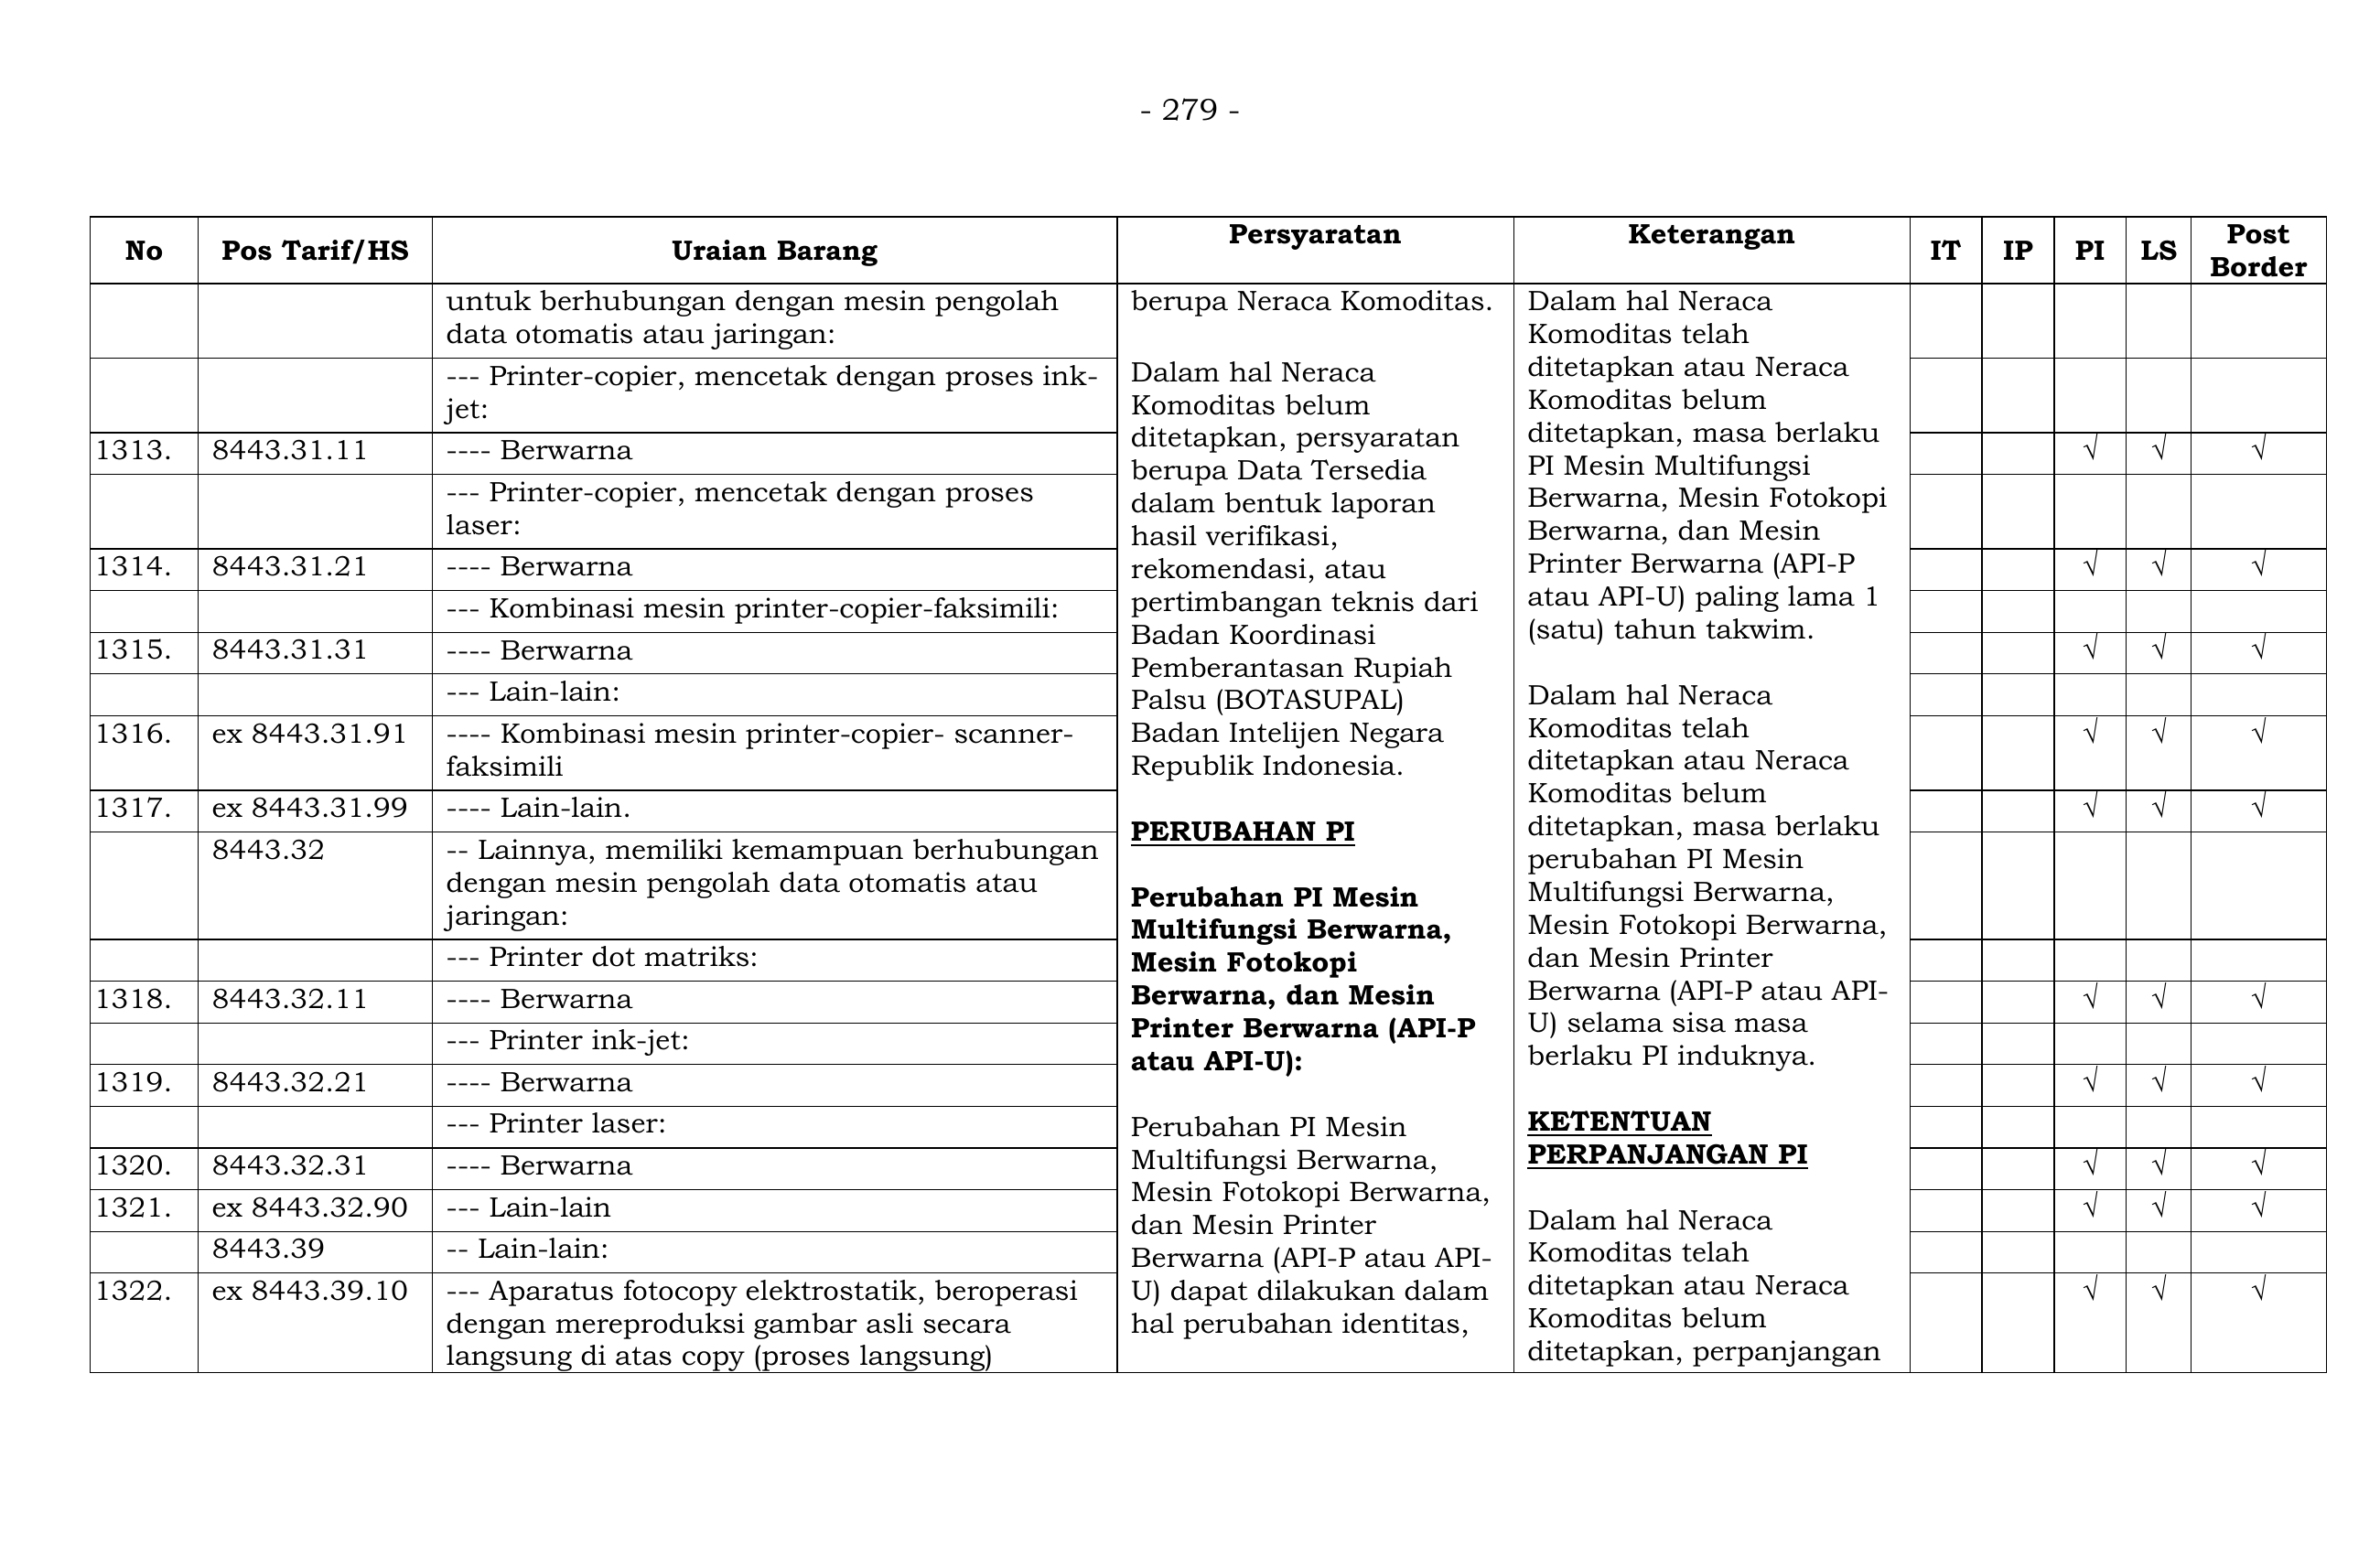 - 279 -
No Pos Tarif/HS Uraian Barang Persyaratan Keterangan IT IP PI LS Post Border
untuk berhubungan dengan mesin pengolah
data otomatis atau jaringan:
--- Printer-copier, mencetak dengan proses ink-
jet:
1313. 8443.31.11 ---- Berwarna √ √ √
--- Printer-copier, mencetak dengan proses
laser:
1314. 8443.31.21 ---- Berwarna √ √ √
--- Kombinasi mesin printer-copier-faksimili:
1315. 8443.31.31 ---- Berwarna √ √ √
--- Lain-lain:
1316. ex 8443.31.91 ---- Kombinasi mesin printer-copier- scanner- √ √ √
faksimili
1317. ex 8443.31.99 ---- Lain-lain. √ √ √
8443.32 -- Lainnya, memiliki kemampuan berhubungan
dengan mesin pengolah data otomatis atau
jaringan:
--- Printer dot matriks:
1318. 8443.32.11 ---- Berwarna √ √ √
--- Printer ink-jet:
1319. 8443.32.21 ---- Berwarna √ √ √
--- Printer laser:
1320. 8443.32.31 ---- Berwarna √ √ √
1321. ex 8443.32.90 --- Lain-lain √ √ √
8443.39 -- Lain-lain:
1322. ex 8443.39.10 --- Aparatus fotocopy elektrostatik, beroperasi √ √ √
dengan mereproduksi gambar asli secara
langsung di atas copy (proses langsung)
berupa Neraca Komoditas.
Dalam hal Neraca
Komoditas belum
ditetapkan, persyaratan
berupa Data Tersedia
dalam bentuk laporan
hasil verifikasi,
rekomendasi, atau
pertimbangan teknis dari
Badan Koordinasi
Pemberantasan Rupiah
Palsu (BOTASUPAL)
Badan Intelijen Negara
Republik Indonesia.
PERUBAHAN PI
Perubahan PI Mesin
Multifungsi Berwarna,
Mesin Fotokopi
Berwarna, dan Mesin
Printer Berwarna (API-P
atau API-U):
Perubahan PI Mesin
Multifungsi Berwarna,
Mesin Fotokopi Berwarna,
dan Mesin Printer
Berwarna (API-P atau API-
U) dapat dilakukan dalam
hal perubahan identitas,
Dalam hal Neraca
Komoditas telah
ditetapkan atau Neraca
Komoditas belum
ditetapkan, masa berlaku
PI Mesin Multifungsi
Berwarna, Mesin Fotokopi
Berwarna, dan Mesin
Printer Berwarna (API-P
atau API-U) paling lama 1
(satu) tahun takwim.
Dalam hal Neraca
Komoditas telah
ditetapkan atau Neraca
Komoditas belum
ditetapkan, masa berlaku
perubahan PI Mesin
Multifungsi Berwarna,
Mesin Fotokopi Berwarna,
dan Mesin Printer
Berwarna (API-P atau API-
U) selama sisa masa
berlaku PI induknya.
KETENTUAN
PERPANJANGAN PI
Dalam hal Neraca
Komoditas telah
ditetapkan atau Neraca
Komoditas belum
ditetapkan, perpanjangan